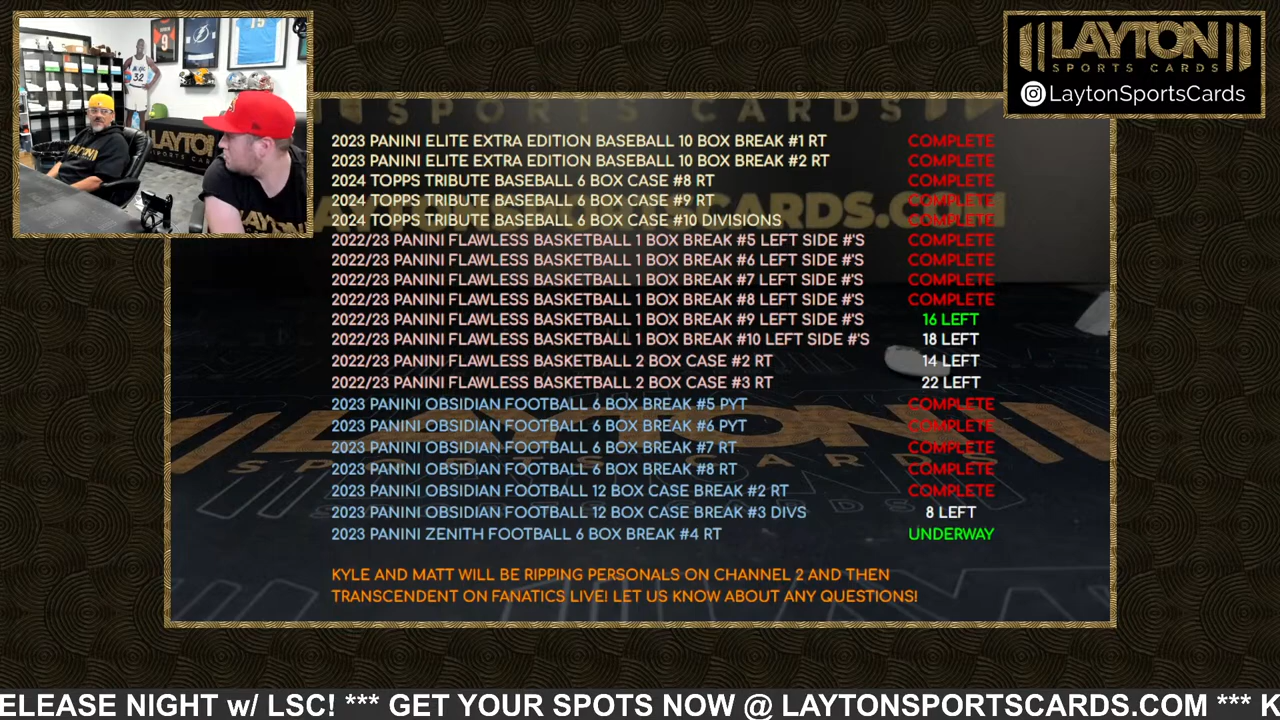 LAYTON
SPORTS CARDS
LaytonSportsCards
2023 PANINI ELITE EXTRA EDITION BASEBALL 10 BOX BREAK #1 RT COMPLETE
2023 PANINI ELITE EXTRA EDITION BASEBALL 10 BOX BREAK #2 RT COMPLETE
2024 TOPPS TRIBUTE BASEBALL 6 BOX CASE #8 RT COMPLETE
2024 TOPPS TRIBUTE BASEBALL 6 BOX CASE #9 RT COMPLETE
2024 TOPPS TRIBUTE BASEBALL 6 BOX CASE #10 DIVISIONS COMPLETE
2022/23 PANINI FLAWLESS BASKETBALL 1 BOX BREAK #5 LEFT SIDE #'S COMPLETE
2022/23 PANINI FLAWLESS BASKETBALL 1 BOX BREAK #6 LEFT SIDE #'S COMPLETE
2022/23 PANINI FLAWLESS BASKETBALL 1 BOX BREAK #7 LEFT SIDE #'S COMPLETE
2022/23 PANINI FLAWLESS BASKETBALL 1 BOX BREAK #8 LEFT SIDE #'S COMPLETE
2022/23 PANINI FLAWLESS BASKETBALL 1 BOX BREAK #9 LEFT SIDE #'S 16 LEFT
2022/23 PANINI FLAWLESS BASKETBALL 1 BOX BREAK #10 LEFT SIDE #'S 18 LEFT
2022/23 PANINI FLAWLESS BASKETBALL 2 BOX CASE #2 RT 14 LEFT
2022/23 PANINI FLAWLESS BASKETBALL 2 BOX CASE #3 RT 22 LEFT
2023 PANINI OBSIDIAN FOOTBALL 6 BOX BREAK #5 PYT COMPLETE
2023 PANINI OBSIDIAN FOOTBALL 6 BOX BREAK #6 PYT COMPLETE
2023 PANINI OBSIDIAN FOOTBALL 6 BOX BREAK #7 RT COMPLETE
2023 PANINI OBSIDIAN FOOTBALL 6 BOX BREAK #8 RT COMPLETE
2023 PANINI OBSIDIAN FOOTBALL 12 BOX CASE BREAK #2 RT COMPLETE
2023 PANINI OBSIDIAN FOOTBALL 12 BOX CASE BREAK #3 DIVS 8 LEFT
2023 PANINI ZENITH FOOTBALL 6 BOX BREAK #4 RT UNDERWAY
KYLE AND MATT WILL BE RIPPING PERSONALS ON CHANNEL 2 AND THEN
TRANSCENDENT ON FANATICS LIVE! LET US KNOW ABOUT ANY QUESTIONS!
ELEASE NIGHT w/ LSC! *** GET YOUR SPOTS NOW @ LAYTONSPORTSCARDS.COM *** K